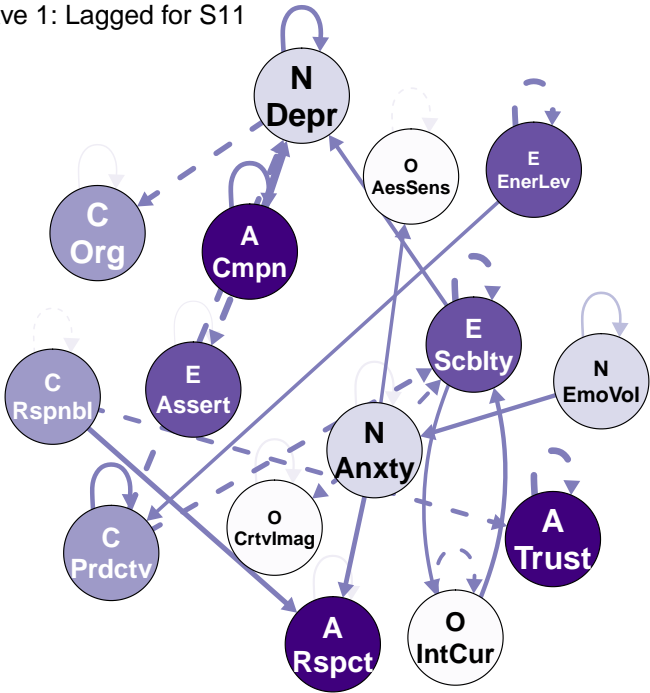 ve 1: Lagged for S11
N
Depr
O
AesSens
E
EnerLev
C
Org
A
Cmpn
E
Scblty
N
EmoVol
C
Rspnbl
E
Assert
N
Anxty
O
CrtvImag
A
Trust
C
Prdctv
A
Rspct
O
IntCur